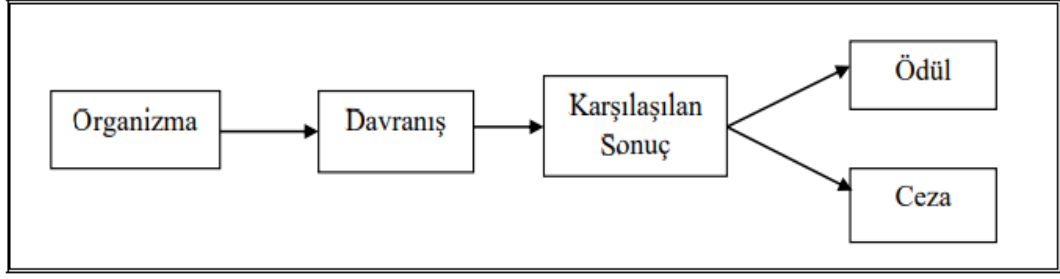 Organizma
Davranış
Karşılaşılan
Sonuç
Ödül
Ceza